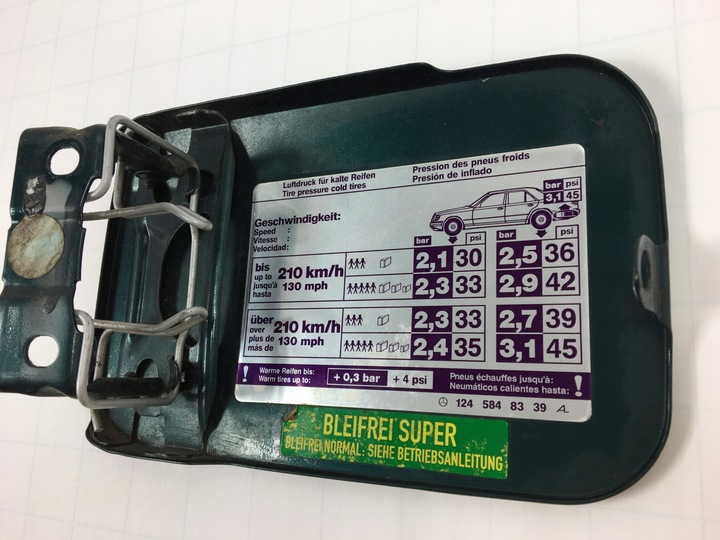 Luftdruck für kalte Reifen Pression des pneus froids
Tire pressure cold tires Presión de inflado
bar psi
3,1 45
Geschwindigkeit:
Speed :
Vitesse :
Velocidad:
bar psi bar psi
bis
up to
jusqu'à
hasta
210 km/h
130 mph
2,1 30 2,5 36
2,3 33 2,9 42
über
over
plus de
más de
210 km/h
130 mph
2,3 33 2,7 39
2,4 35 3,1 45
! Warme Reifen bis: + 0,3 bar + 4 psi Pneus échauffes jusqu'à: !
Warm tires up to: Neumáticos calientes hasta:
124 584 83 39 AL
BLEIFREI SUPER
BLEIFREI NORMAL: SIEHE BETRIEBSANLEITUNG